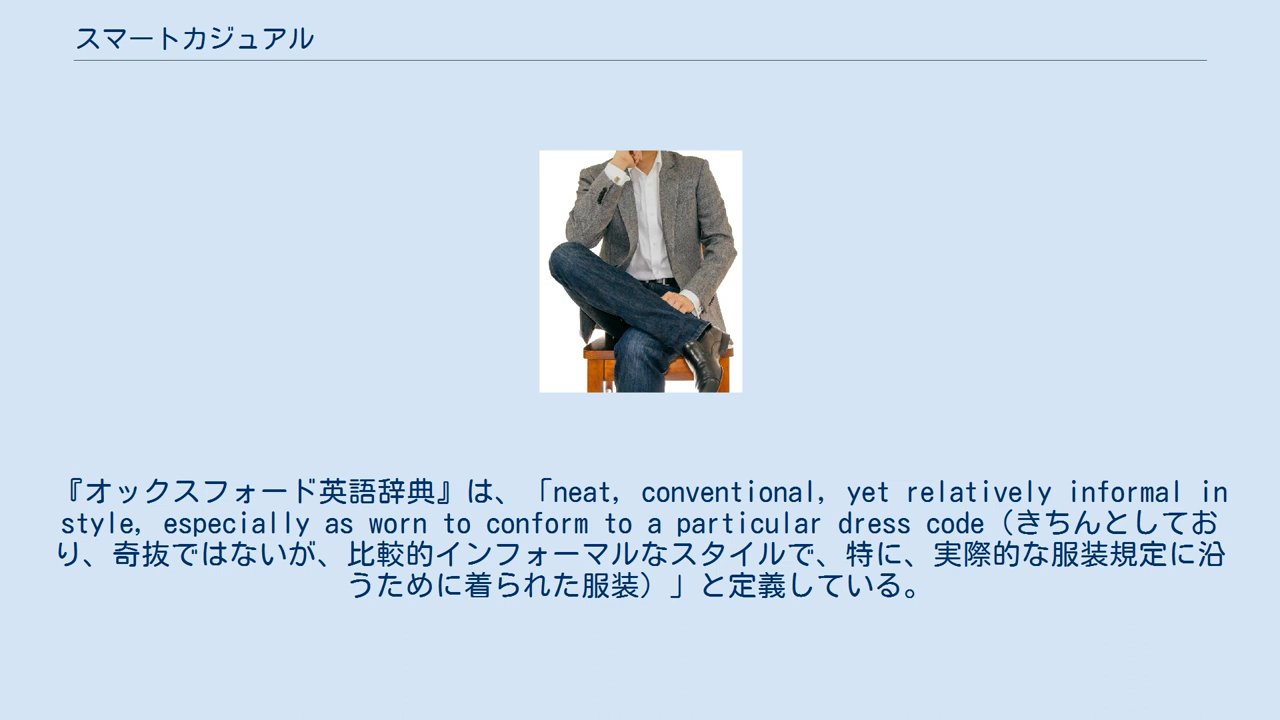 スマートカジュアル
『オックスフォード英語辞典』は、「neat, conventional, yet relatively informal in
style, especially as worn to conform to a particular dress code（きちんとしてお
り、奇抜ではないが、比較的インフォーマルなスタイルで、特に、実際的な服装規定に沿
うために着られた服装）」と定義している。